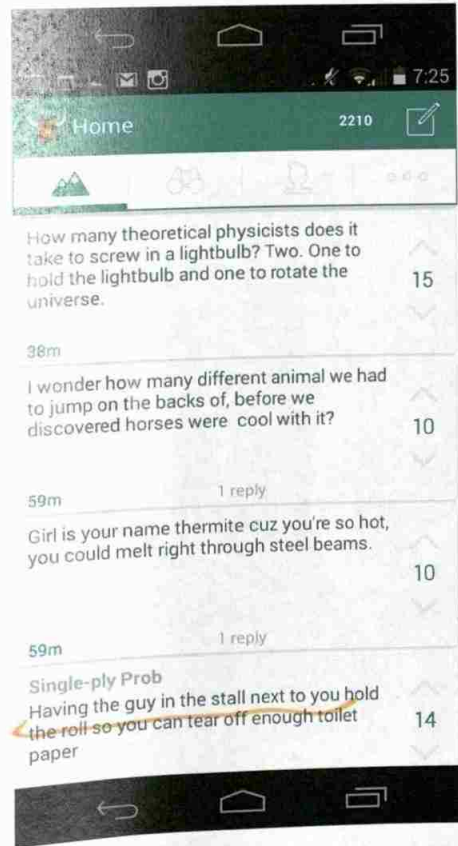 7:25
Home 2210
How many theoretical physicists does it
take to screw in a lightbulb? Two. One to
hold the lightbulb and one to rotate the
universe.
15
38m
I wonder how many different animal we had
to jump on the backs of, before we
discovered horses were cool with it?
10
59m 1 reply
Girl is your name thermite cuz you're so hot,
you could melt right through steel beams.
10
59m 1 reply
Single-ply Prob
Having the guy in the stall next to you hold
the roll so you can tear off enough toilet
paper
14